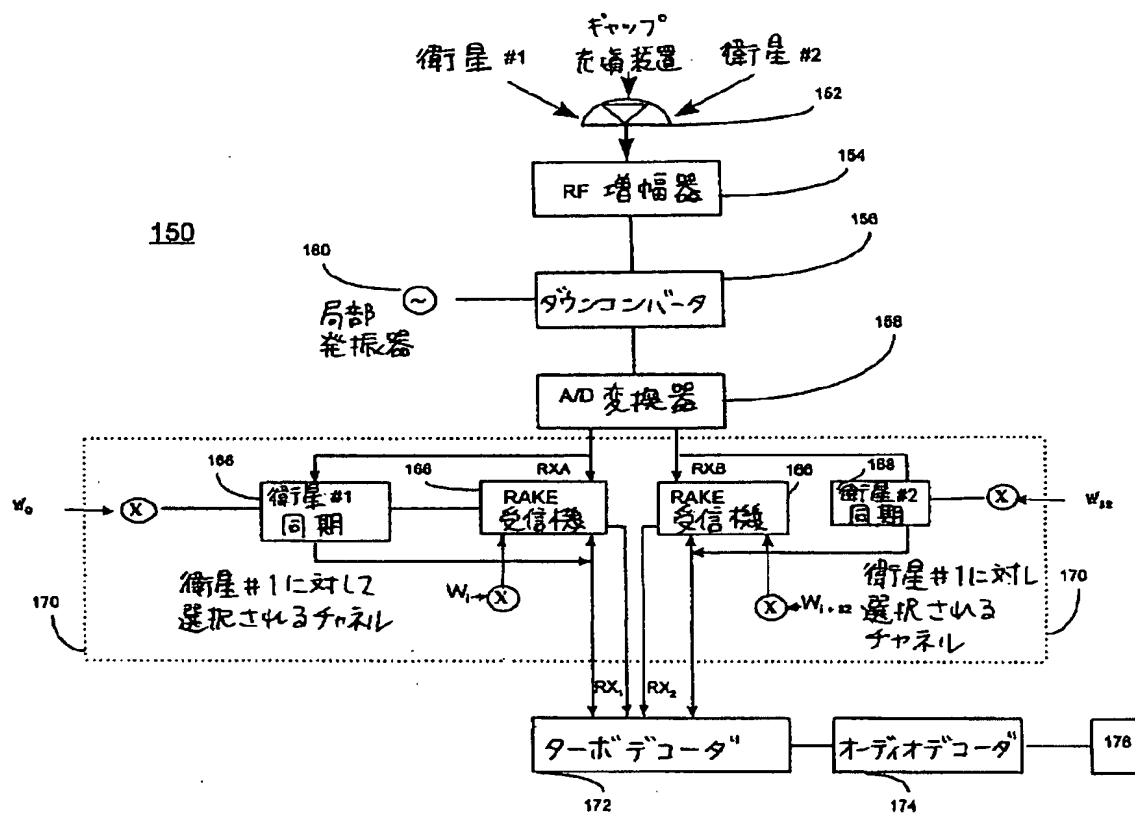 ギャップ
充塡装置
衛星 #1
衛星 #2
152
RF 増幅器
154
150
156
160
ダウンコンバータ
局部
発振器
158
A/D 変換器
166
166
RXA
RXB
166
168
W₀
X
衛星 #1
同期
RAKE
受信機
RAKE
受信機
衛星 #2
同期
X
W₃₂
衛星 #1に対して
選択されるチャネル
Wᵢ
X
X
Wᵢ₊₃₂
衛星 #1に対し
選択される
チャネル
170
170
RX₁
RX₂
ターボデコーダ
オーディオデコーダ
176
172
174